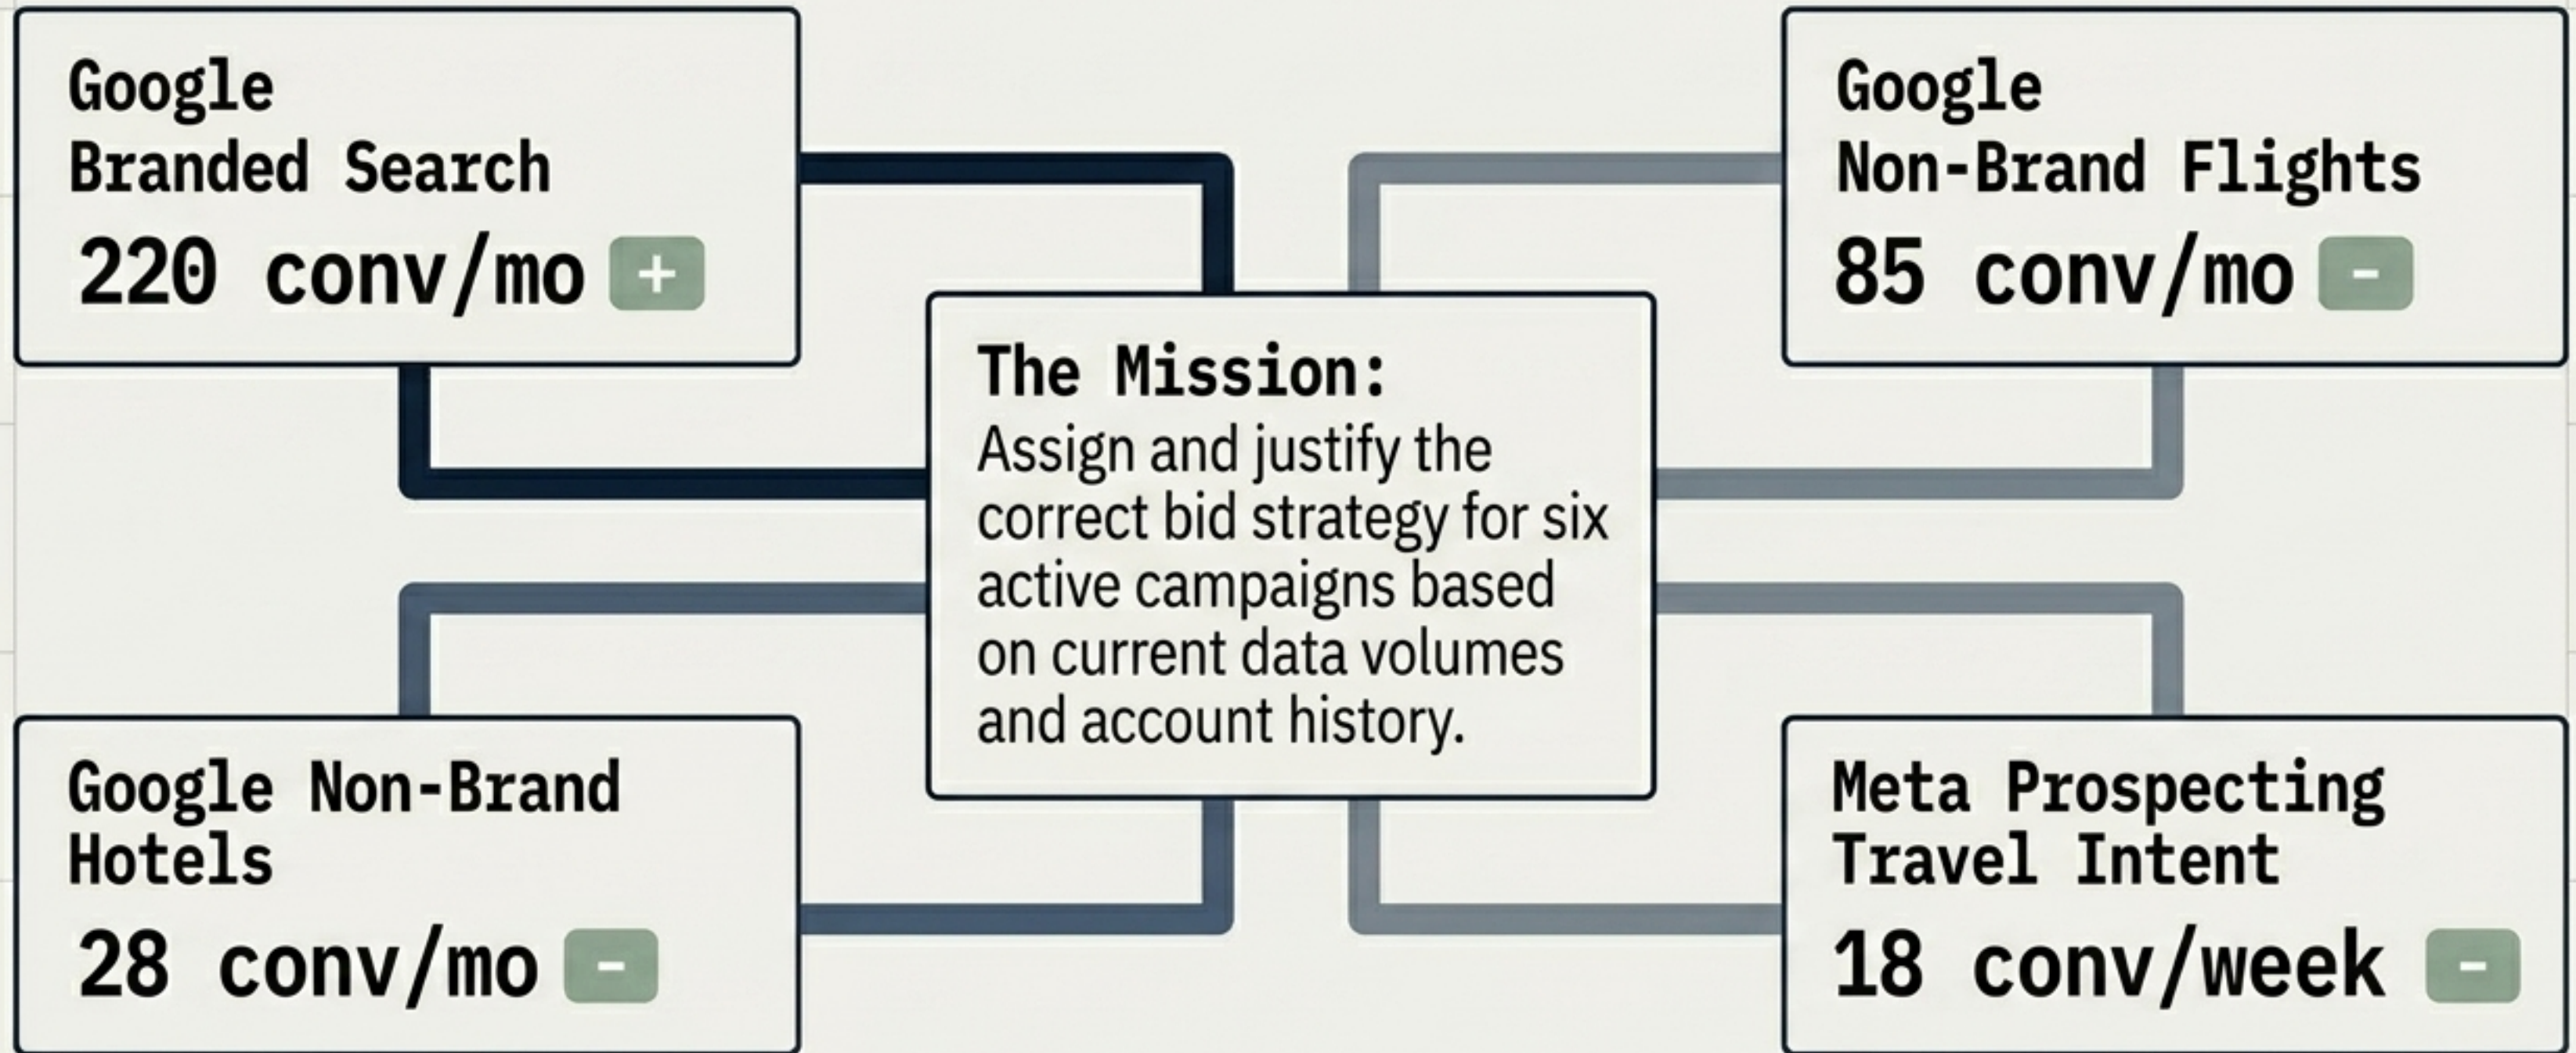 Google
Branded Search
220 conv/mo +
Google
Non-Brand Flights
85 conv/mo -
The Mission:
Assign and justify the
correct bid strategy for six
active campaigns based
on current data volumes
and account history.
Google Non-Brand
Hotels
28 conv/mo -
Meta Prospecting
Travel Intent
18 conv/week -